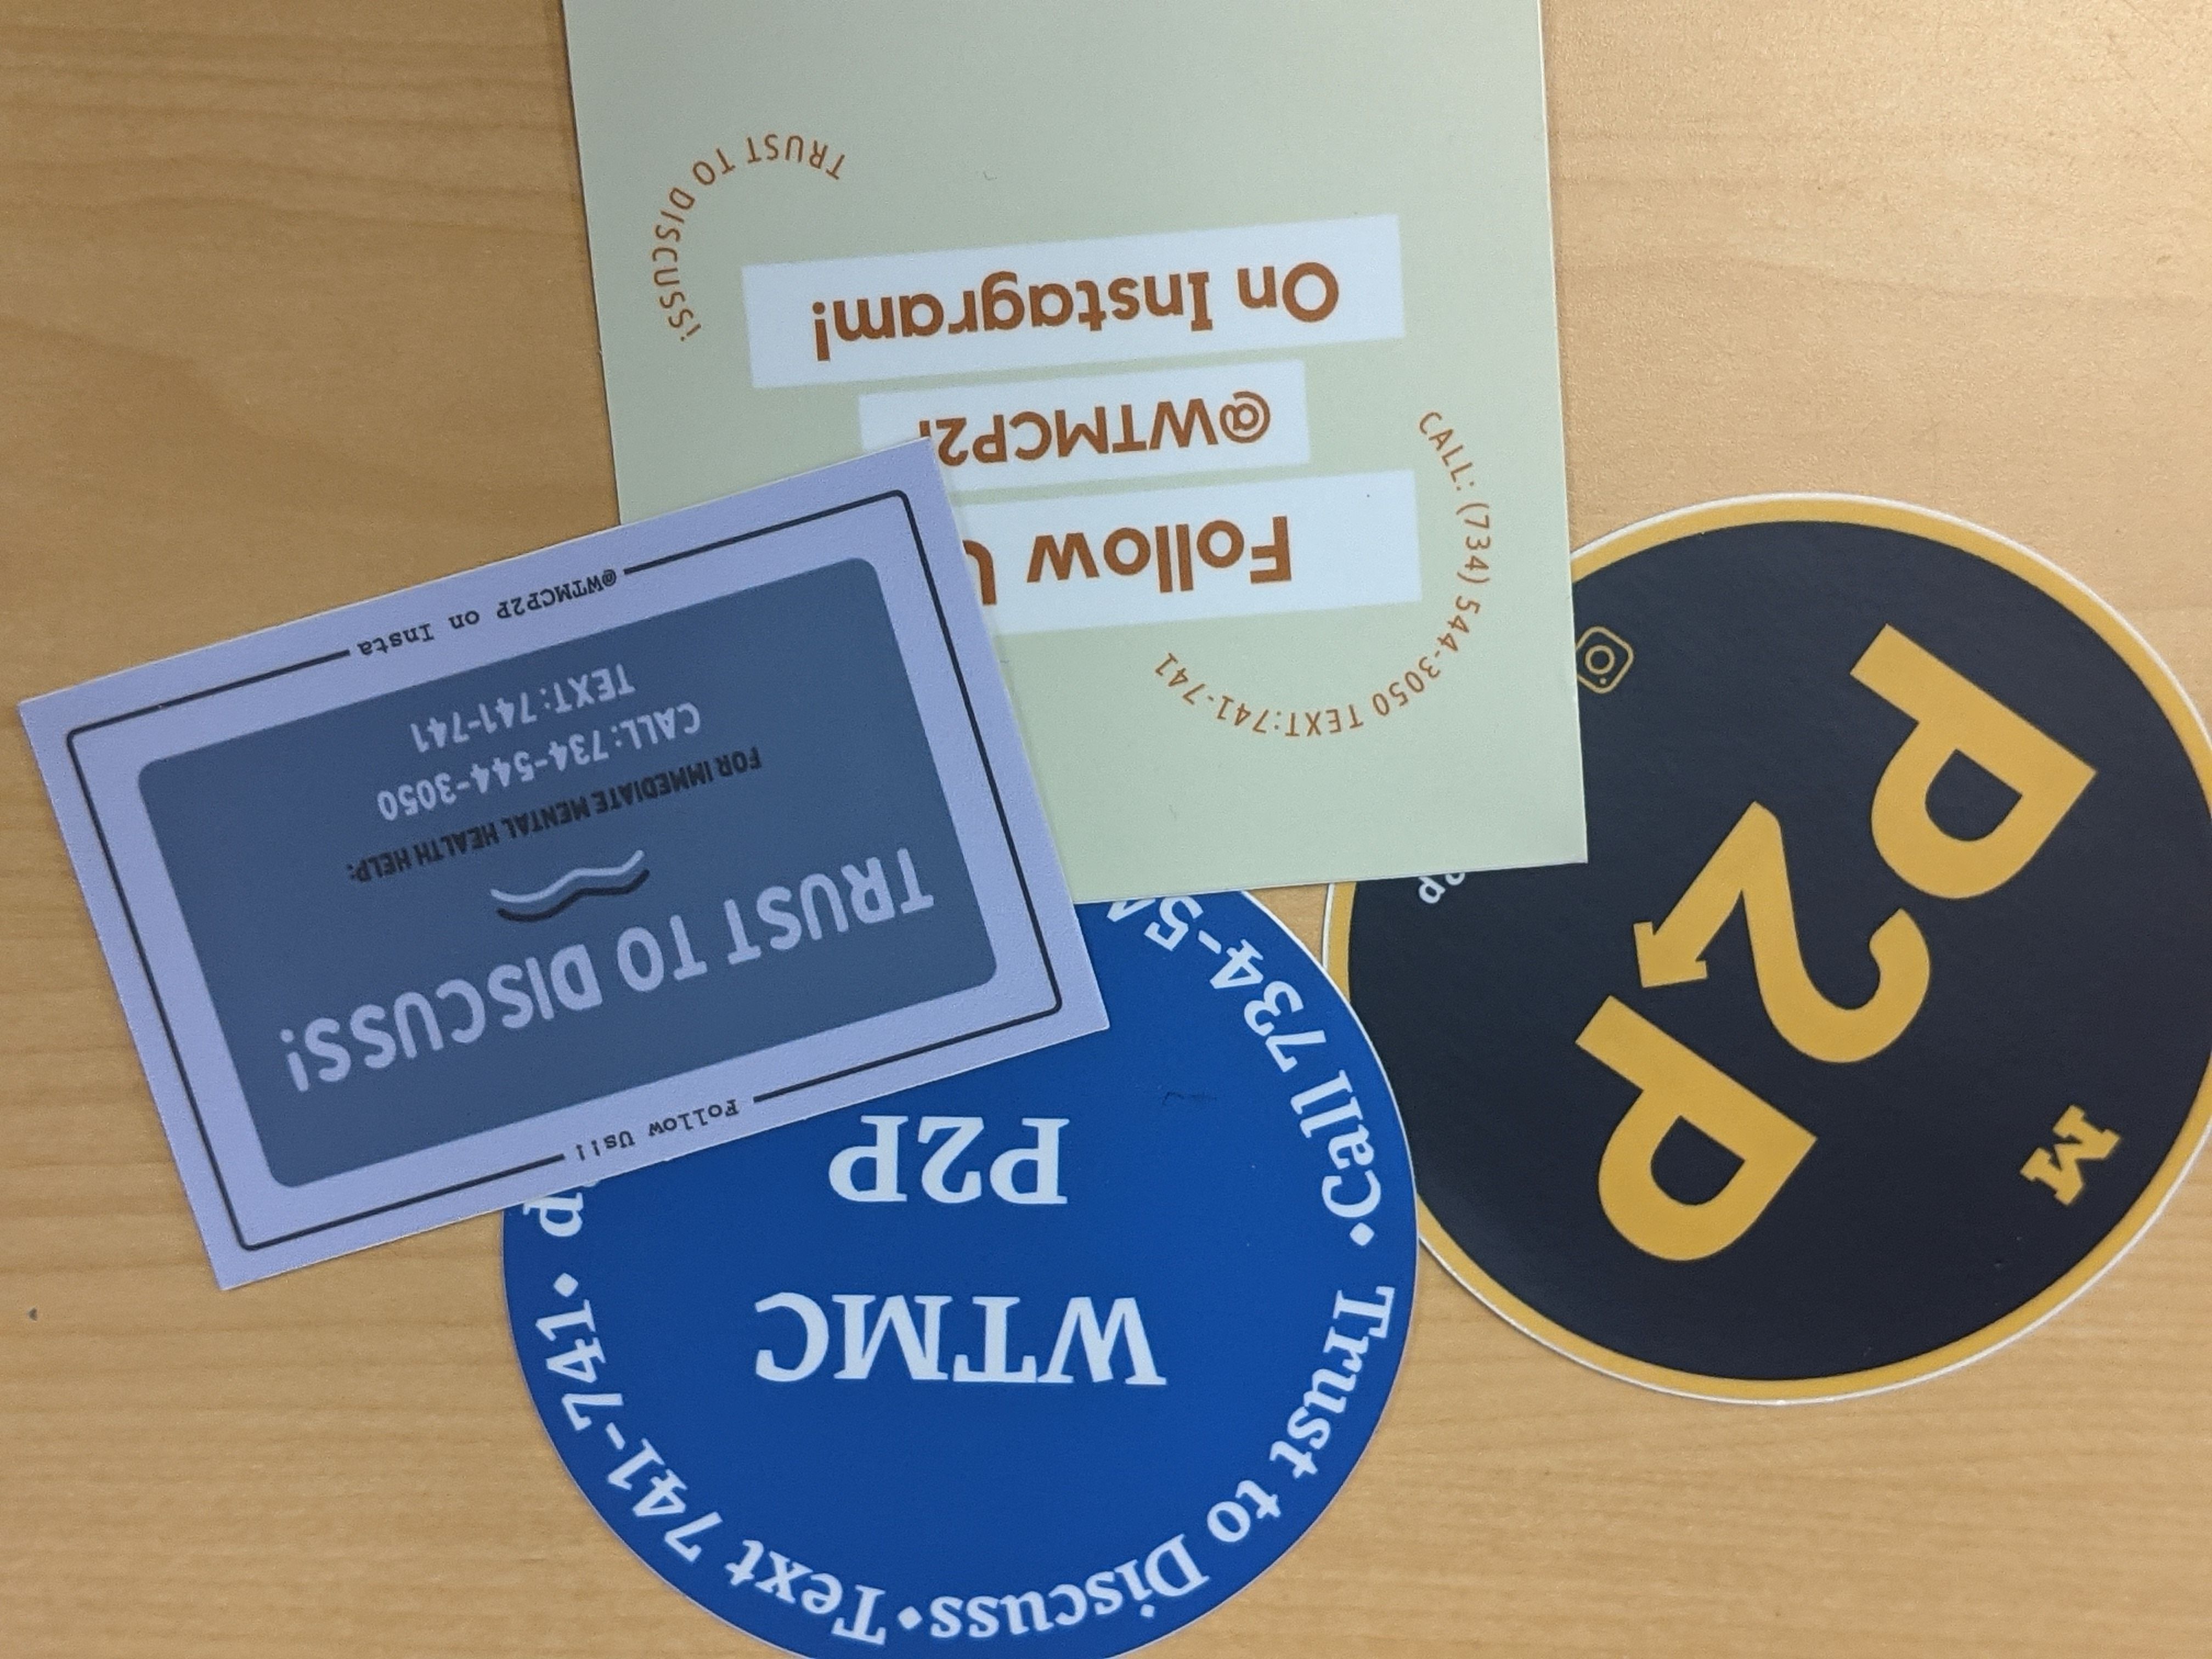 Follow
@WTMCP2
On Instagram!
TRUST TO DISCUSS!
CALL: (734) 544-3050 TEXT:741-741
Follow Us!!
TRUST TO DISCUSS!
FOR IMMEDIATE MENTAL HEALTH HELP:
CALL:734-544-3050
TEXT:741-741
@WTMCP2P on Insta
Text 741-741•
Trust to Discuss•
•Call 734-5
WTMC
P2P
M
P2P